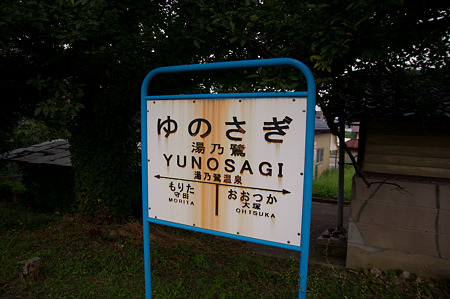 ゆのさぎ
湯乃鷺
YUNOSAGI
湯乃鷺温泉
もりた おおつか
守田 大塚
MORIYA OHTSUKA